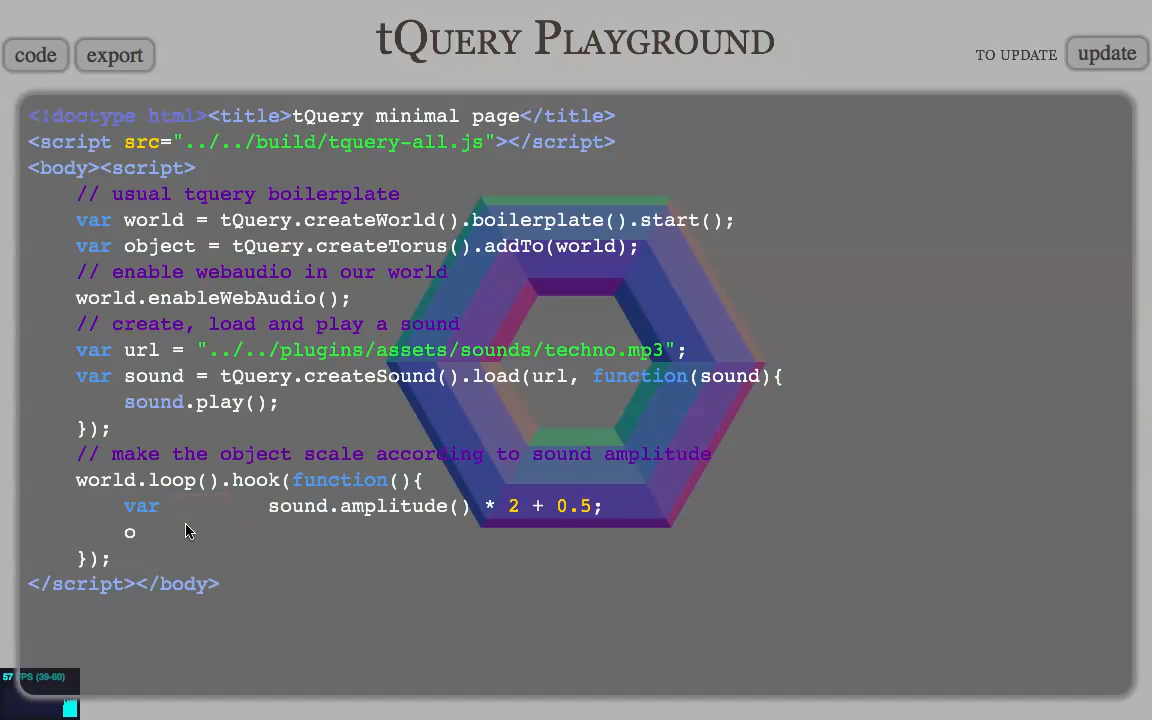 tQuery Playground
code export TO UPDATE update
<!doctype html><title>tQuery minimal page</title>
<script src="../../build/tquery-all.js"></script>
<body><script>
// usual tquery boilerplate
var world = tQuery.createWorld().boilerplate().start();
var object = tQuery.createTorus().addTo(world);
// enable webaudio in our world
world.enableWebAudio();
// create, load and play a sound
var url = "../../plugins/assets/sounds/techno.mp3";
var sound = tQuery.createSound().load(url, function(sound){
sound.play();
});
// make the object scale according to sound amplitude
world.loop().hook(function(){
var sound.amplitude() * 2 + 0.5;
o
});
</script></body>
57 FPS (39-60)